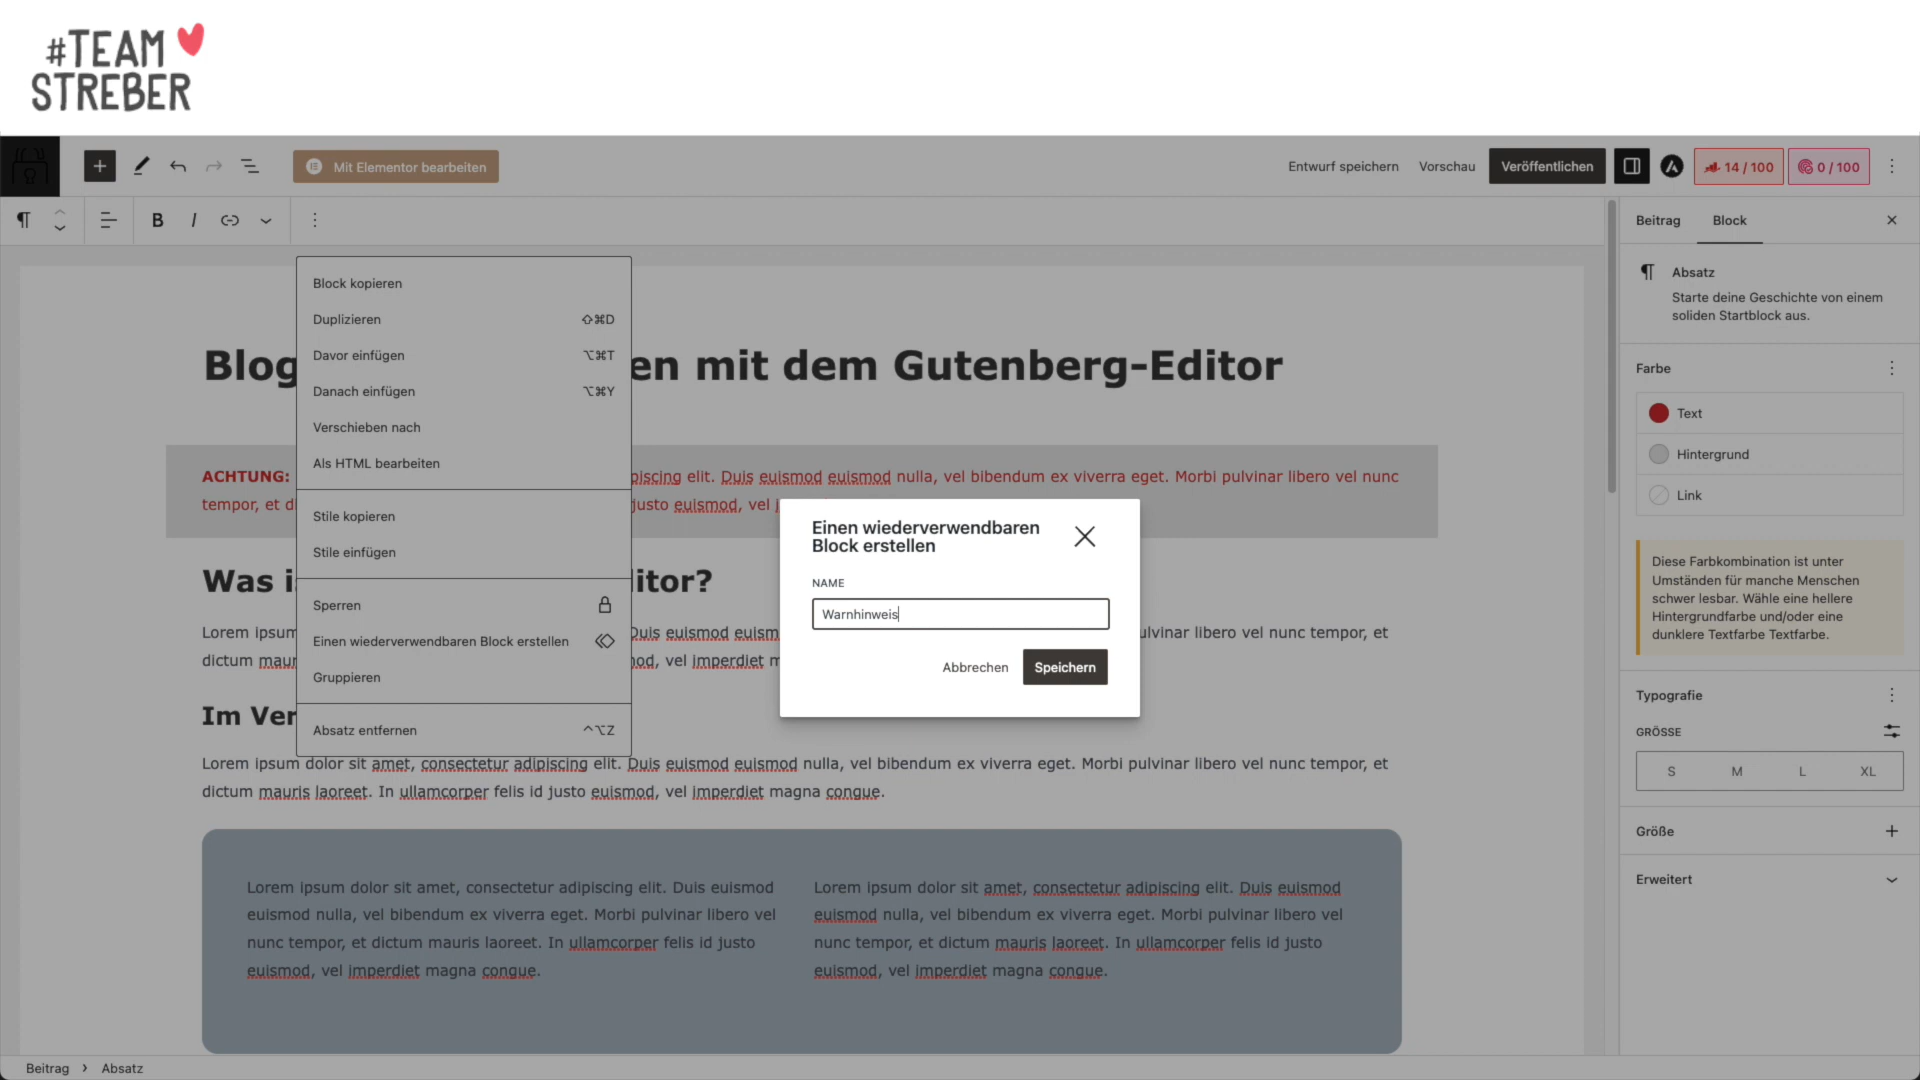 #TEAM
STREBER
Mit Elementor bearbeiten
Entwurf speichern
Vorschau
Veröffentlichen
14 / 100
0 / 100
B
I
Beitrag
Block
Block kopieren
Duplizieren ⇧⌘D
Davor einfügen ⌥⌘T
Danach einfügen ⌥⌘Y
Verschieben nach
Als HTML bearbeiten
Stile kopieren
Stile einfügen
Sperren
Einen wiederverwendbaren Block erstellen
Gruppieren
Absatz entfernen ^⌥Z
Blog en mit dem Gutenberg-Editor
ACHTUNG: piscing elit. Duis euismod euismod nulla, vel bibendum ex viverra eget. Morbi pulvinar libero vel nunc
tempor, et di justo euismod, vel
Was i itor?
Lorem ipsum Duis euism ulvinar libero vel nunc tempor, et
dictum maur mod, vel imperdiet m
Im Ver
Lorem ipsum dolor sit amet, consectetur adipiscing elit. Duis euismod euismod nulla, vel bibendum ex viverra eget. Morbi pulvinar libero vel nunc tempor, et
dictum mauris laoreet. In ullamcorper felis id justo euismod, vel imperdiet magna congue.
Lorem ipsum dolor sit amet, consectetur adipiscing elit. Duis euismod
euismod nulla, vel bibendum ex viverra eget. Morbi pulvinar libero vel
nunc tempor, et dictum mauris laoreet. In ullamcorper felis id justo
euismod, vel imperdiet magna congue.
Lorem ipsum dolor sit amet, consectetur adipiscing elit. Duis euismod
euismod nulla, vel bibendum ex viverra eget. Morbi pulvinar libero vel
nunc tempor, et dictum mauris laoreet. In ullamcorper felis id justo
euismod, vel imperdiet magna congue.
Einen wiederverwendbaren
Block erstellen
NAME
Warnhinweis
Abbrechen
Speichern
Absatz
Starte deine Geschichte von einem
soliden Startblock aus.
Farbe
Text
Hintergrund
Link
Diese Farbkombination ist unter
Umständen für manche Menschen
schwer lesbar. Wähle eine hellere
Hintergrundfarbe und/oder eine
dunklere Textfarbe Textfarbe.
Typografie
GRÖSSE
S M L XL
Größe
Erweitert
Beitrag › Absatz